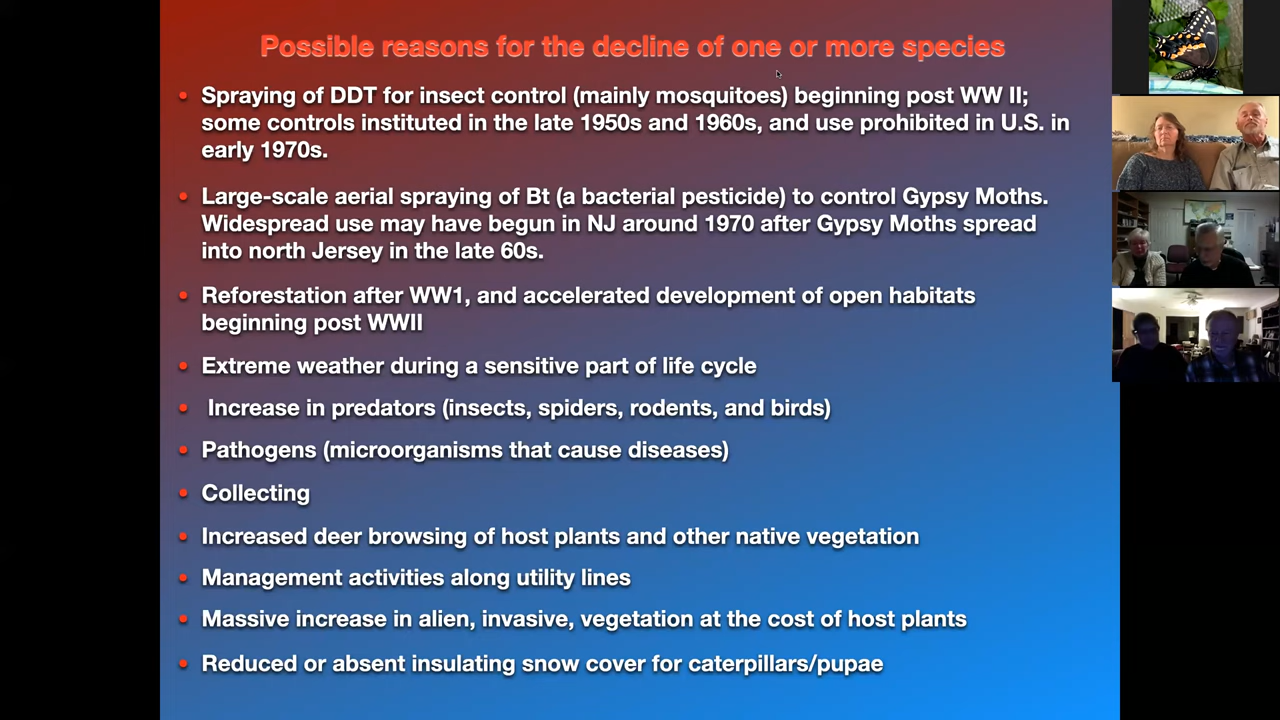 Possible reasons for the decline of one or more species
• Spraying of DDT for insect control (mainly mosquitoes) beginning post WW II;
some controls instituted in the late 1950s and 1960s, and use prohibited in U.S. in
early 1970s.
• Large-scale aerial spraying of Bt (a bacterial pesticide) to control Gypsy Moths.
Widespread use may have begun in NJ around 1970 after Gypsy Moths spread
into north Jersey in the late 60s.
• Reforestation after WW1, and accelerated development of open habitats
beginning post WWII
• Extreme weather during a sensitive part of life cycle
• Increase in predators (insects, spiders, rodents, and birds)
• Pathogens (microorganisms that cause diseases)
• Collecting
• Increased deer browsing of host plants and other native vegetation
• Management activities along utility lines
• Massive increase in alien, invasive, vegetation at the cost of host plants
• Reduced or absent insulating snow cover for caterpillars/pupae